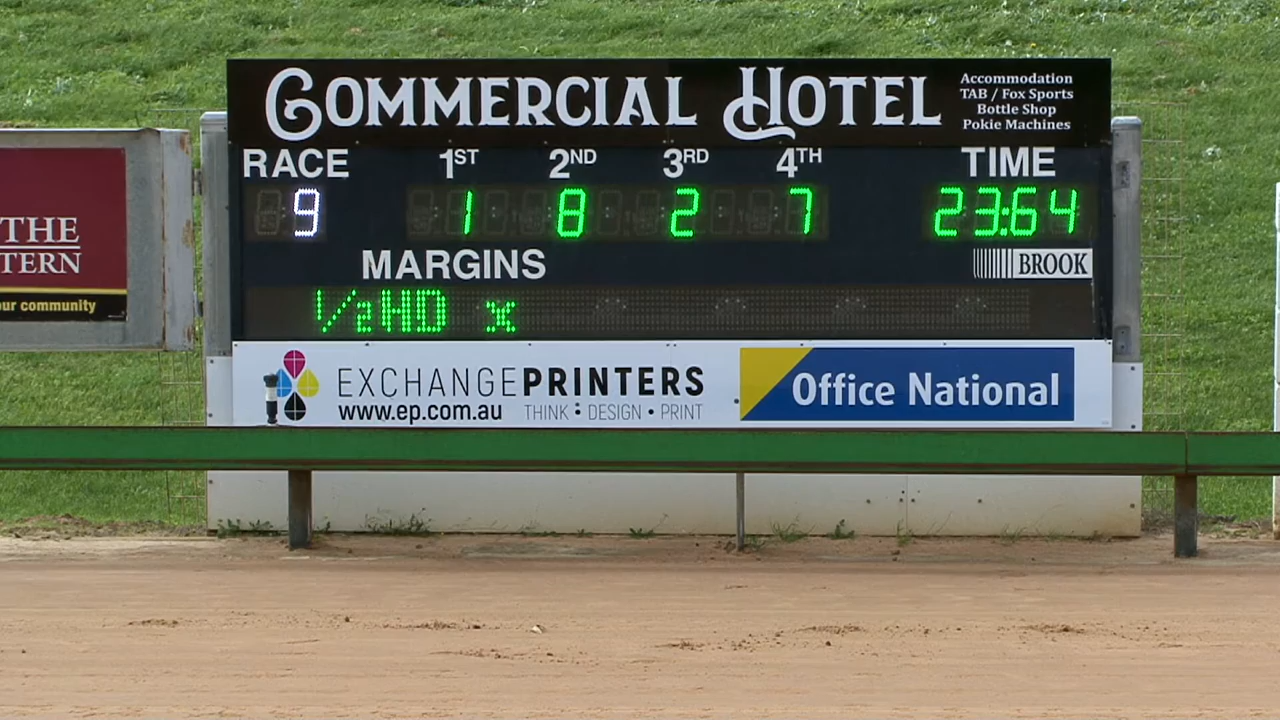 COMMERCIAL HOTEL
Accommodation
TAB / Fox Sports
Bottle Shop
Pokie Machines
RACE 1ST 2ND 3RD 4TH TIME
9 1 8 2 7 23:64
MARGINS
BROOK
1/2HD x
THE
TERN
our community
EXCHANGEPRINTERS
www.ep.com.au THINK : DESIGN • PRINT
Office National